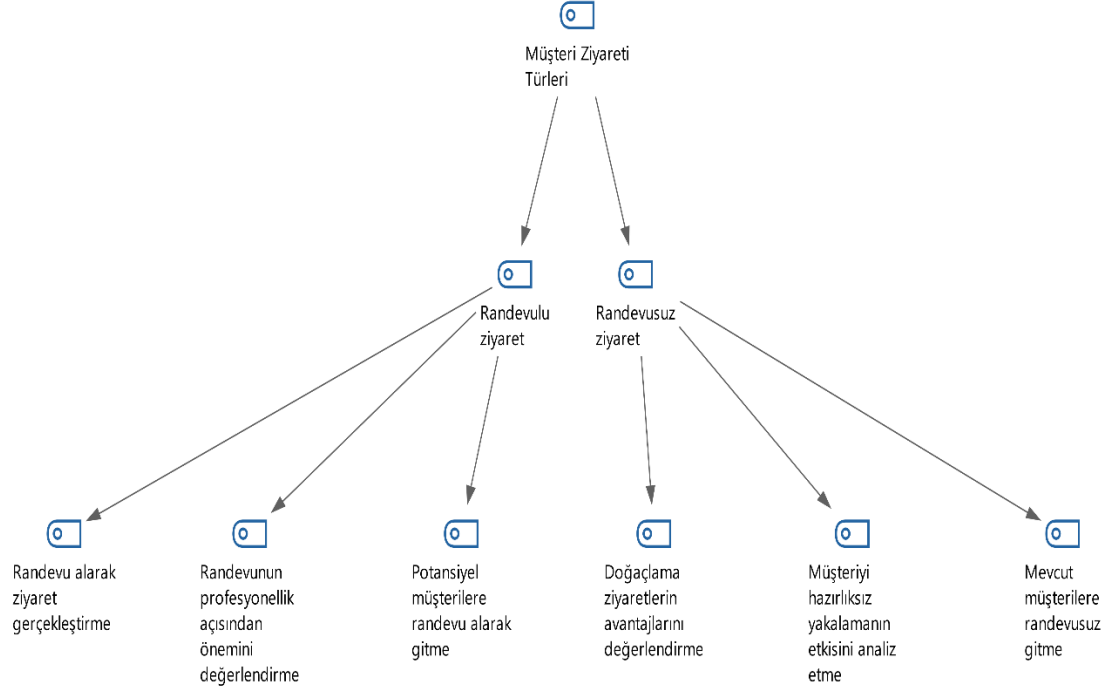 Müşteri Ziyareti
Türleri
Randevulu
ziyaret
Randevusuz
ziyaret
Randevu alarak
ziyaret
gerçekleştirme
Randevunun
profesyonellik
açısından
önemini
değerlendirme
Potansiyel
müşterilere
randevu alarak
gitme
Doğaçlama
ziyaretlerin
avantajlarını
değerlendirme
Müşteriyi
hazırlıksız
yakalamanın
etkisini analiz
etme
Mevcut
müşterilere
randevusuz
gitme